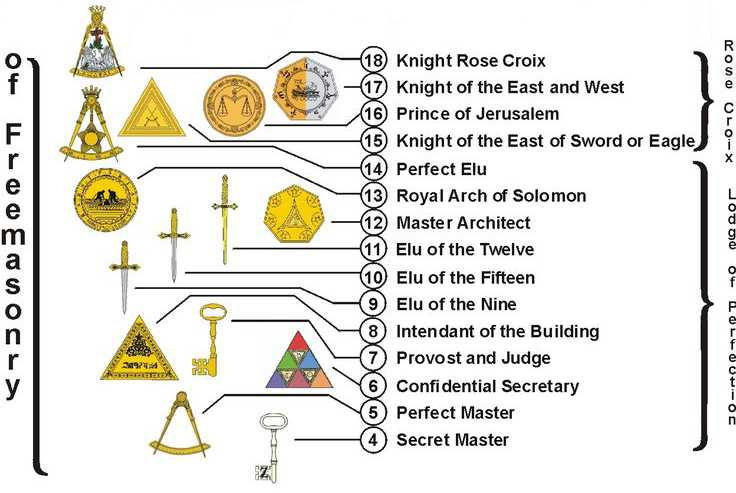 of Freemasonry
18 Knight Rose Croix
17 Knight of the East and West
16 Prince of Jerusalem
15 Knight of the East of Sword or Eagle
14 Perfect Elu
13 Royal Arch of Solomon
12 Master Architect
11 Elu of the Twelve
10 Elu of the Fifteen
9 Elu of the Nine
8 Intendant of the Building
7 Provost and Judge
6 Confidential Secretary
5 Perfect Master
4 Secret Master
Z
Rose Croix
Lodge of Perfection